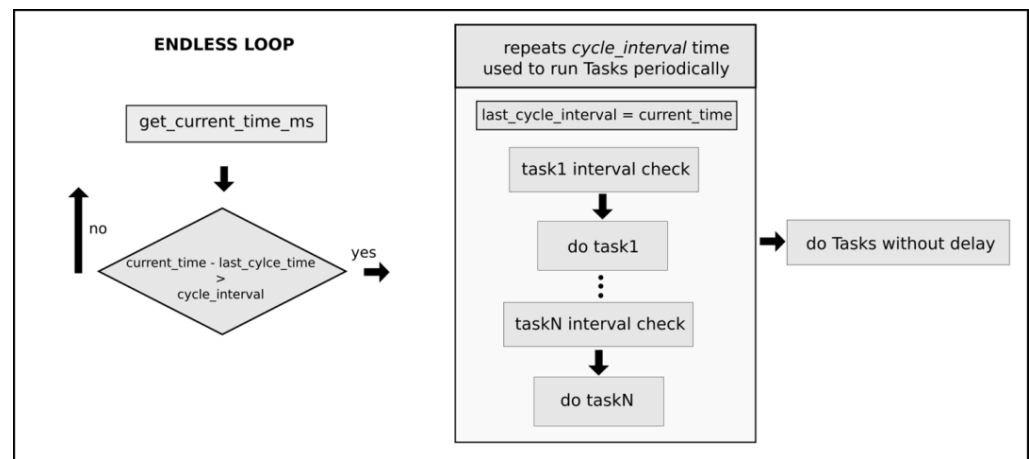 ENDLESS LOOP
get_current_time_ms
no
current_time - last_cylce_time
>
cycle_interval
yes
repeats cycle_interval time
used to run Tasks periodically
last_cycle_interval = current_time
task1 interval check
do task1
taskN interval check
do taskN
do Tasks without delay